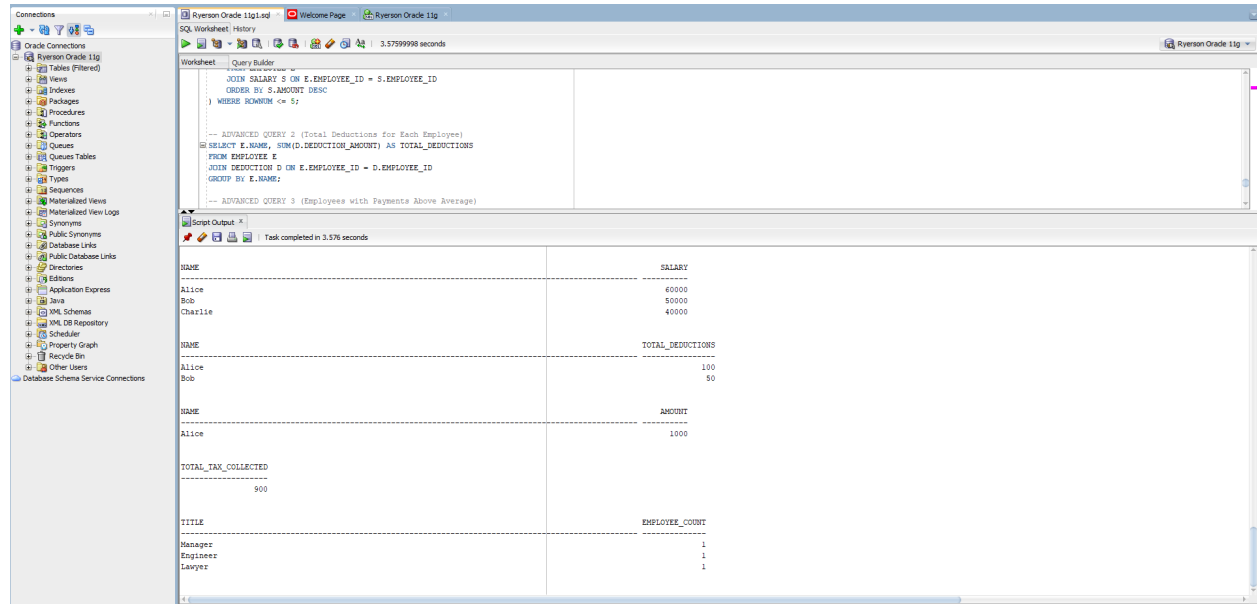 Connections
Oracle Connections
Ryerson Oracle 11g
Tables (Filtered)
Views
Indexes
Packages
Procedures
Functions
Operators
Queues
Queues Tables
Triggers
Types
Sequences
Materialized Views
Materialized View Logs
Synonyms
Public Synonyms
Database Links
Public Database Links
Directories
Editions
Application Express
Java
XML Schemas
XML DB Repository
Scheduler
Property Graph
Recycle Bin
Other Users
Database Schema Service Connections
Ryerson Oracle 11g1.sql Welcome Page Ryerson Oracle 11g
SQL Worksheet History
3.57599998 seconds
Ryerson Oracle 11g
Worksheet Query Builder
JOIN SALARY S ON E.EMPLOYEE_ID = S.EMPLOYEE_ID
ORDER BY S.AMOUNT DESC
) WHERE ROWNUM <= 5;
-- ADVANCED QUERY 2 (Total Deductions for Each Employee)
SELECT E.NAME, SUM(D.DEDUCTION_AMOUNT) AS TOTAL_DEDUCTIONS
FROM EMPLOYEE E
JOIN DEDUCTION D ON E.EMPLOYEE_ID = D.EMPLOYEE_ID
GROUP BY E.NAME;
-- ADVANCED QUERY 3 (Employees with Payments Above Average)
Script Output
Task completed in 3.576 seconds
NAME SALARY
Alice 60000
Bob 50000
Charlie 40000
NAME TOTAL_DEDUCTIONS
Alice 100
Bob 50
NAME AMOUNT
Alice 1000
TOTAL_TAX_COLLECTED
900
TITLE EMPLOYEE_COUNT
Manager 1
Engineer 1
Lawyer 1